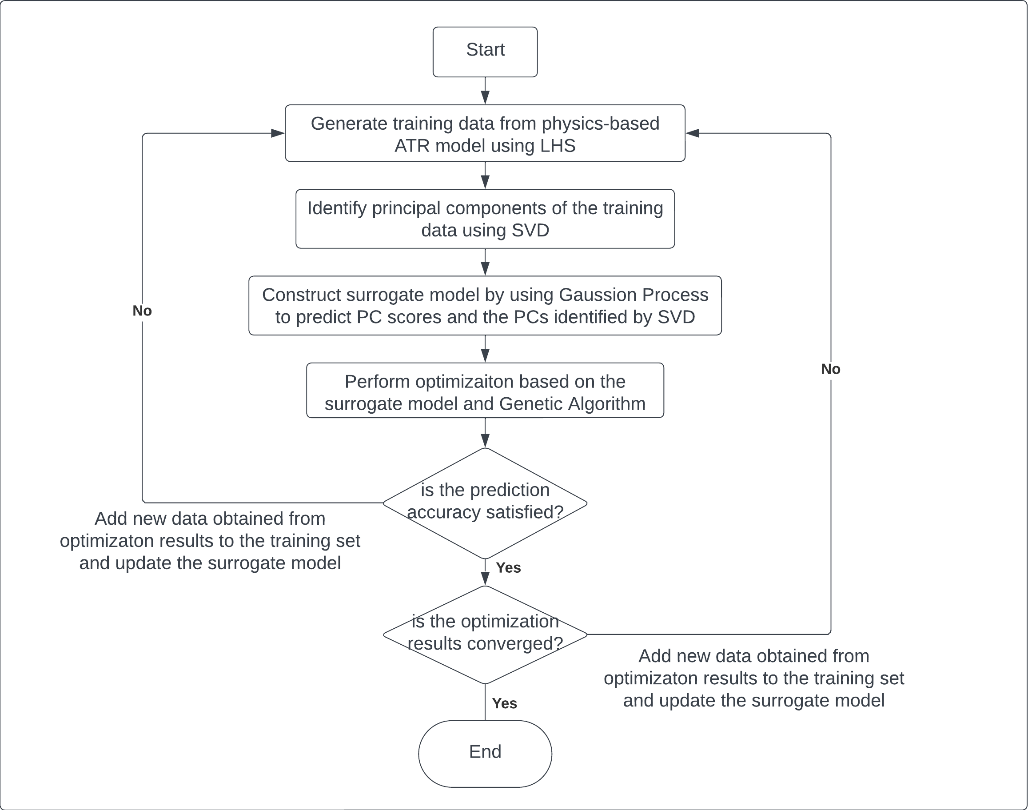 Start
Generate training data from physics-based
ATR model using LHS
Identify principal components of the training
data using SVD
Construct surrogate model by using Gaussion Process
to predict PC scores and the PCs identified by SVD
No
No
Perform optimizaiton based on the
surrogate model and Genetic Algorithm
is the prediction
accuracy satisfied?
Add new data obtained from
optimizaton results to the training set
and update the surrogate model
Yes
is the optimization
results converged?
Add new data obtained from
optimizaton results to the training set
and update the surrogate model
Yes
End